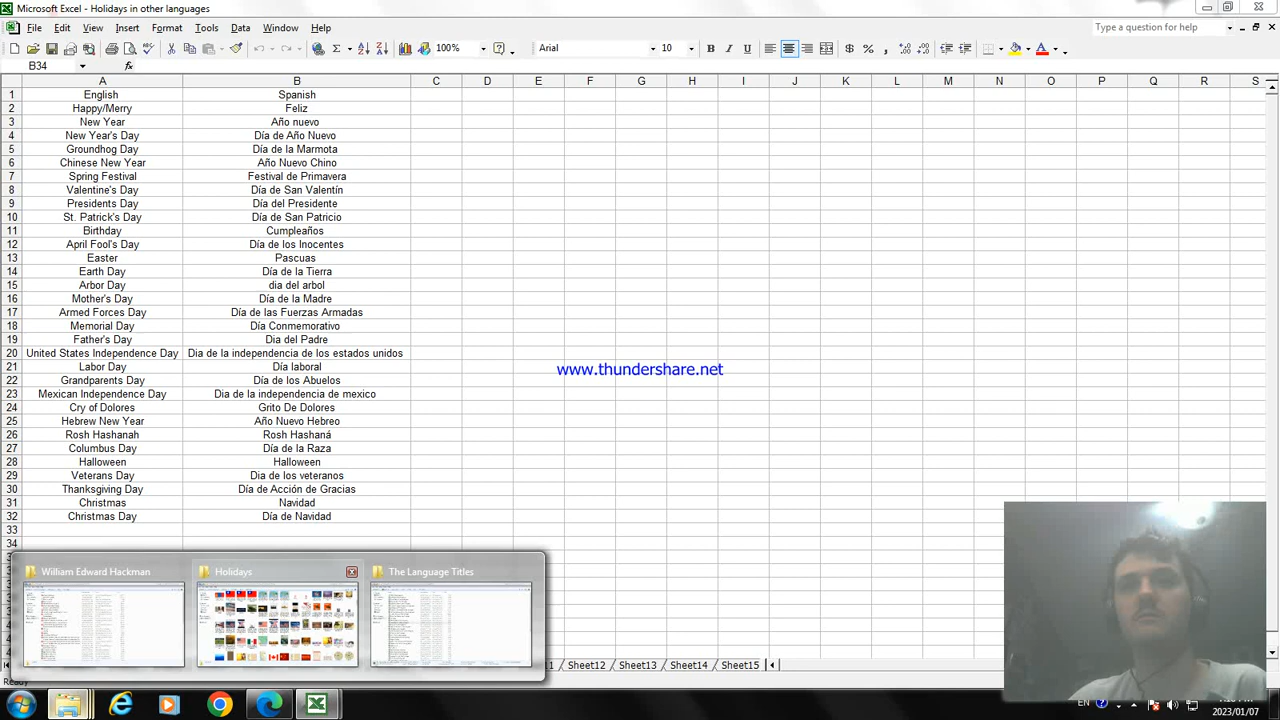 Microsoft Excel - Holidays in other languages
File Edit View Insert Format Tools Data Window Help
Type a question for help
100%
Arial
10
B I U
$ % ,
B34
fx
A B C D E F G H I J K L M N O P Q R S
1 English Spanish
2 Happy/Merry Feliz
3 New Year Año nuevo
4 New Year's Day Día de Año Nuevo
5 Groundhog Day Día de la Marmota
6 Chinese New Year Año Nuevo Chino
7 Spring Festival Festival de Primavera
8 Valentine's Day Día de San Valentín
9 Presidents Day Día del Presidente
10 St. Patrick's Day Día de San Patricio
11 Birthday Cumpleaños
12 April Fool's Day Día de los Inocentes
13 Easter Pascuas
14 Earth Day Día de la Tierra
15 Arbor Day dia del arbol
16 Mother's Day Día de la Madre
17 Armed Forces Day Día de las Fuerzas Armadas
18 Memorial Day Día Conmemorativo
19 Father's Day Dia del Padre
20 United States Independence Day Dia de la independencia de los estados unidos
21 Labor Day Día laboral
22 Grandparents Day Día de los Abuelos
23 Mexican Independence Day Dia de la independencia de mexico
24 Cry of Dolores Grito De Dolores
25 Hebrew New Year Año Nuevo Hebreo
26 Rosh Hashanah Rosh Hashaná
27 Columbus Day Día de la Raza
28 Halloween Halloween
29 Veterans Day Dia de los veteranos
30 Thanksgiving Day Día de Acción de Gracias
31 Christmas Navidad
32 Christmas Day Día de Navidad
33
34
www.thundershare.net
William Edward Hackman
Holidays
The Language Titles
Sheet12 Sheet13 Sheet14 Sheet15
EN
2023/01/07